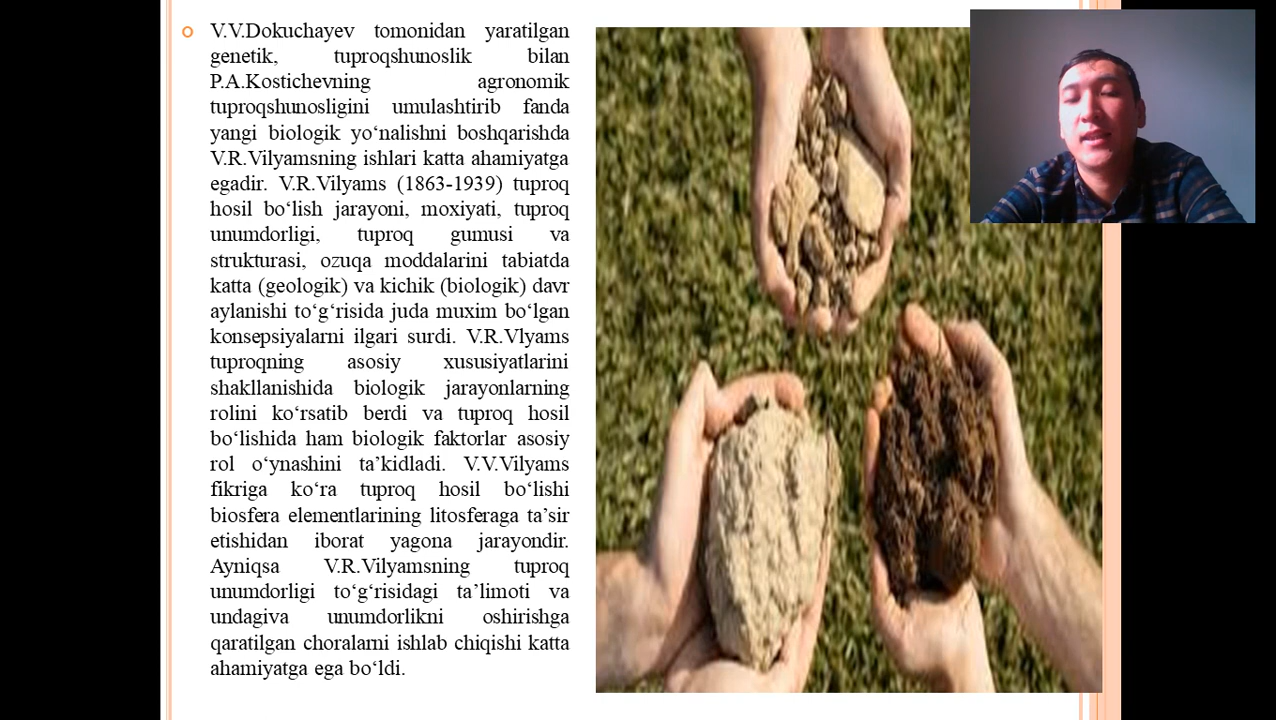 V.V.Dokuchayev tomonidan yaratilgan
genetik, tuproqshunoslik bilan
P.A.Kostichevning agronomik
tuproqshunosligini umulashtirib fanda
yangi biologik yo‘nalishni boshqarishda
V.R.Vilyamsning ishlari katta ahamiyatga
egadir. V.R.Vilyams (1863-1939) tuproq
hosil bo‘lish jarayoni, moxiyati, tuproq
unumdorligi, tuproq gumusi va
strukturasi, ozuqa moddalarini tabiatda
katta (geologik) va kichik (biologik) davr
aylanishi to‘g‘risida juda muxim bo‘lgan
konsepsiyalarni ilgari surdi. V.R.Vlyams
tuproqning asosiy xususiyatlarini
shakllanishida biologik jarayonlarning
rolini ko‘rsatib berdi va tuproq hosil
bo‘lishida ham biologik faktorlar asosiy
rol o‘ynashini ta’kidladi. V.V.Vilyams
fikriga ko‘ra tuproq hosil bo‘lishi
biosfera elementlarining litosferaga ta’sir
etishidan iborat yagona jarayondir.
Ayniqsa V.R.Vilyamsning tuproq
unumdorligi to‘g‘risidagi ta’limoti va
undagiva unumdorlikni oshirishga
qaratilgan choralarni ishlab chiqishi katta
ahamiyatga ega bo‘ldi.